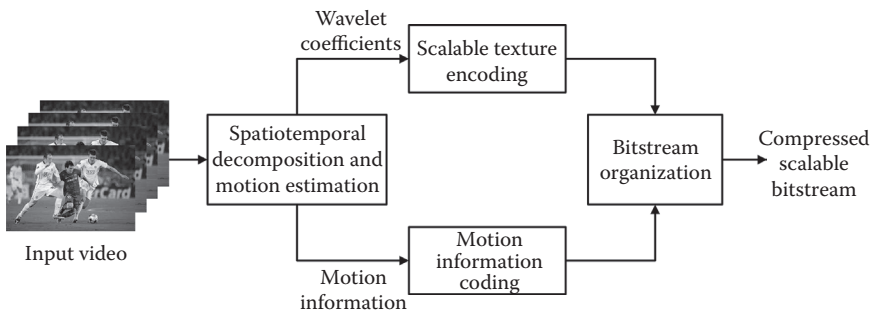 Wavelet
coefficients
Scalable texture
encoding
Spatiotemporal
decomposition and
motion estimation
Bitstream
organization
Compressed
scalable
bitstream
Input video
Motion
information
Motion
information
coding